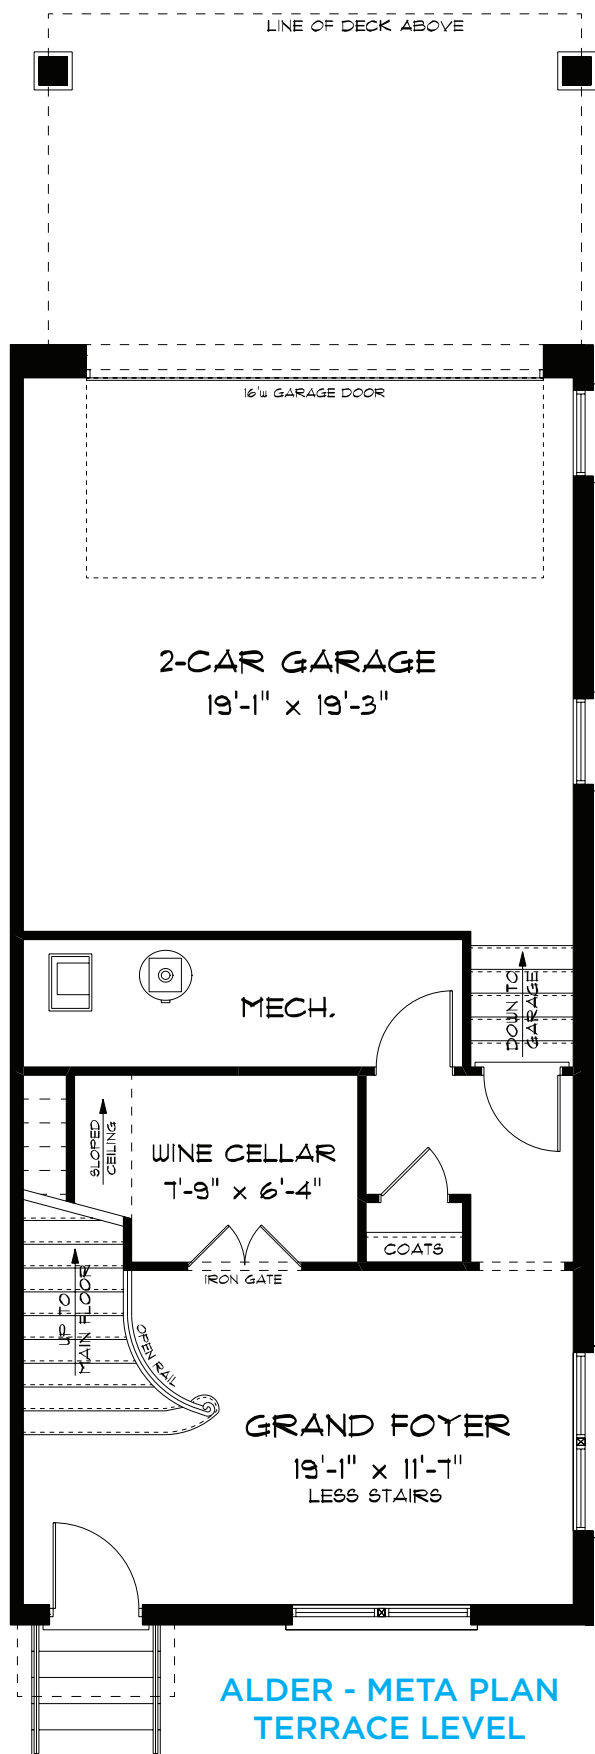 LINE OF DECK ABOVE
16'w GARAGE DOOR
2-CAR GARAGE
19'-1" x 19'-3"
MECH.
DOWN TO
GARAGE
SLOPED
CEILING
WINE CELLAR
7'-9" x 6'-4"
COATS
IRON GATE
UP TO
MAIN FLOOR
OPEN RAIL
GRAND FOYER
19'-1" x 11'-7"
LESS STAIRS
ALDER - META PLAN
TERRACE LEVEL